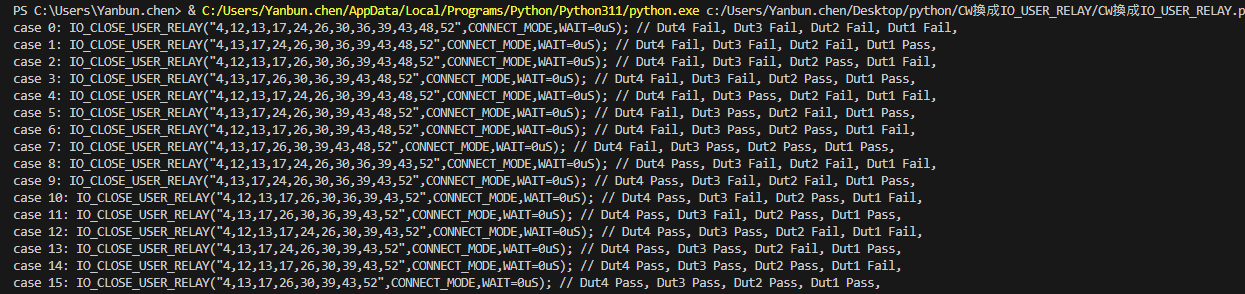 PS C:\Users\Yanbun.chen> & C:/Users/Yanbun.chen/AppData/Local/Programs/Python/Python311/python.exe c:/Users/Yanbun.chen/Desktop/python/CW換成IO_USER_RELAY/CW換成IO_USER_RELAY.p
case 0: IO_CLOSE_USER_RELAY("4,12,13,17,24,26,30,36,39,43,48,52",CONNECT_MODE,WAIT=0uS); // Dut4 Fail, Dut3 Fail, Dut2 Fail, Dut1 Fail,
case 1: IO_CLOSE_USER_RELAY("4,13,17,24,26,30,36,39,43,48,52",CONNECT_MODE,WAIT=0uS); // Dut4 Fail, Dut3 Fail, Dut2 Fail, Dut1 Pass,
case 2: IO_CLOSE_USER_RELAY("4,12,13,17,26,30,36,39,43,48,52",CONNECT_MODE,WAIT=0uS); // Dut4 Fail, Dut3 Fail, Dut2 Pass, Dut1 Fail,
case 3: IO_CLOSE_USER_RELAY("4,13,17,26,30,36,39,43,48,52",CONNECT_MODE,WAIT=0uS); // Dut4 Fail, Dut3 Fail, Dut2 Pass, Dut1 Pass,
case 4: IO_CLOSE_USER_RELAY("4,12,13,17,24,26,30,39,43,48,52",CONNECT_MODE,WAIT=0uS); // Dut4 Fail, Dut3 Pass, Dut2 Fail, Dut1 Fail,
case 5: IO_CLOSE_USER_RELAY("4,13,17,24,26,30,39,43,48,52",CONNECT_MODE,WAIT=0uS); // Dut4 Fail, Dut3 Pass, Dut2 Fail, Dut1 Pass,
case 6: IO_CLOSE_USER_RELAY("4,12,13,17,26,30,39,43,48,52",CONNECT_MODE,WAIT=0uS); // Dut4 Fail, Dut3 Pass, Dut2 Pass, Dut1 Fail,
case 7: IO_CLOSE_USER_RELAY("4,13,17,26,30,39,43,48,52",CONNECT_MODE,WAIT=0uS); // Dut4 Fail, Dut3 Pass, Dut2 Pass, Dut1 Pass,
case 8: IO_CLOSE_USER_RELAY("4,12,13,17,24,26,30,36,39,43,52",CONNECT_MODE,WAIT=0uS); // Dut4 Pass, Dut3 Fail, Dut2 Fail, Dut1 Fail,
case 9: IO_CLOSE_USER_RELAY("4,13,17,24,26,30,36,39,43,52",CONNECT_MODE,WAIT=0uS); // Dut4 Pass, Dut3 Fail, Dut2 Fail, Dut1 Pass,
case 10: IO_CLOSE_USER_RELAY("4,12,13,17,26,30,36,39,43,52",CONNECT_MODE,WAIT=0uS); // Dut4 Pass, Dut3 Fail, Dut2 Pass, Dut1 Fail,
case 11: IO_CLOSE_USER_RELAY("4,13,17,26,30,36,39,43,52",CONNECT_MODE,WAIT=0uS); // Dut4 Pass, Dut3 Fail, Dut2 Pass, Dut1 Pass,
case 12: IO_CLOSE_USER_RELAY("4,12,13,17,24,26,30,39,43,52",CONNECT_MODE,WAIT=0uS); // Dut4 Pass, Dut3 Pass, Dut2 Fail, Dut1 Fail,
case 13: IO_CLOSE_USER_RELAY("4,13,17,24,26,30,39,43,52",CONNECT_MODE,WAIT=0uS); // Dut4 Pass, Dut3 Pass, Dut2 Fail, Dut1 Pass,
case 14: IO_CLOSE_USER_RELAY("4,12,13,17,26,30,39,43,52",CONNECT_MODE,WAIT=0uS); // Dut4 Pass, Dut3 Pass, Dut2 Pass, Dut1 Fail,
case 15: IO_CLOSE_USER_RELAY("4,13,17,26,30,39,43,52",CONNECT_MODE,WAIT=0uS); // Dut4 Pass, Dut3 Pass, Dut2 Pass, Dut1 Pass,